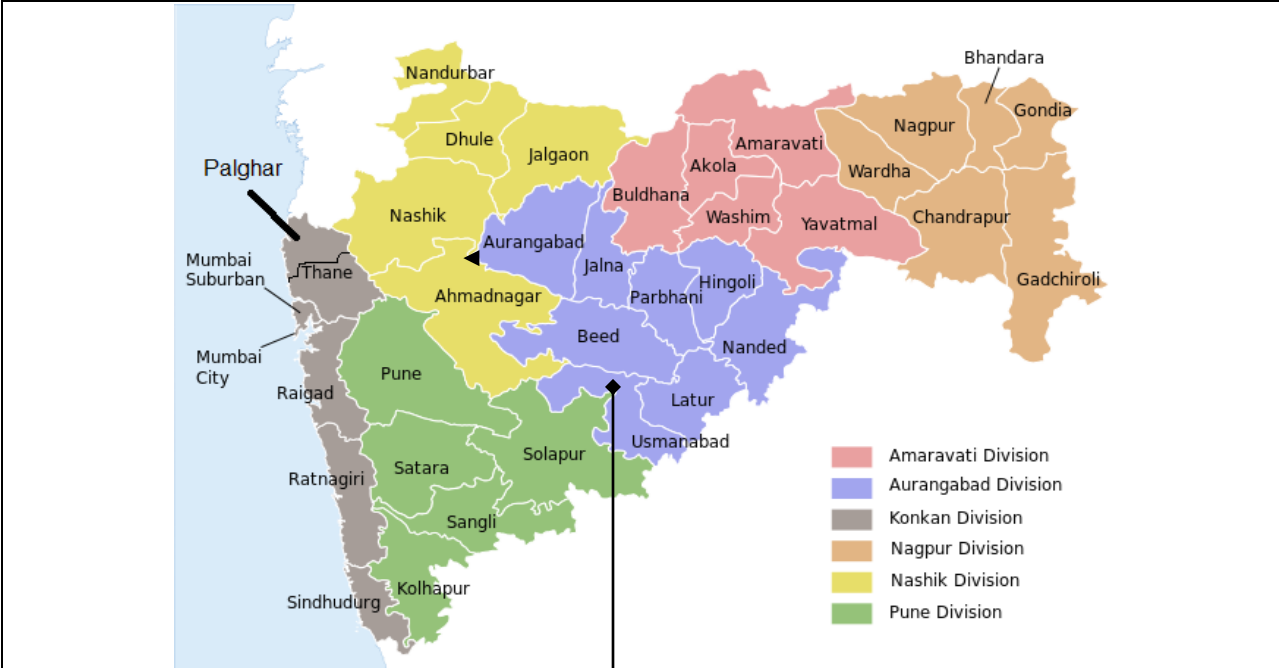 Nandurbar
Bhandara
Gondia
Nagpur
Dhule
Amaravati
Jalgaon
Akola
Palghar
Wardha
Buldhana
Nashik
Washim
Yavatmal
Chandrapur
Aurangabad
Mumbai
Suburban
Thane
Jalna
Hingoli
Gadchiroli
Ahmadnagar
Parbhani
Beed
Nanded
Mumbai
City
Pune
Raigad
Latur
Usmanabad
Solapur
Satara
Ratnagiri
Sangli
Kolhapur
Sindhudurg
Amaravati Division
Aurangabad Division
Konkan Division
Nagpur Division
Nashik Division
Pune Division